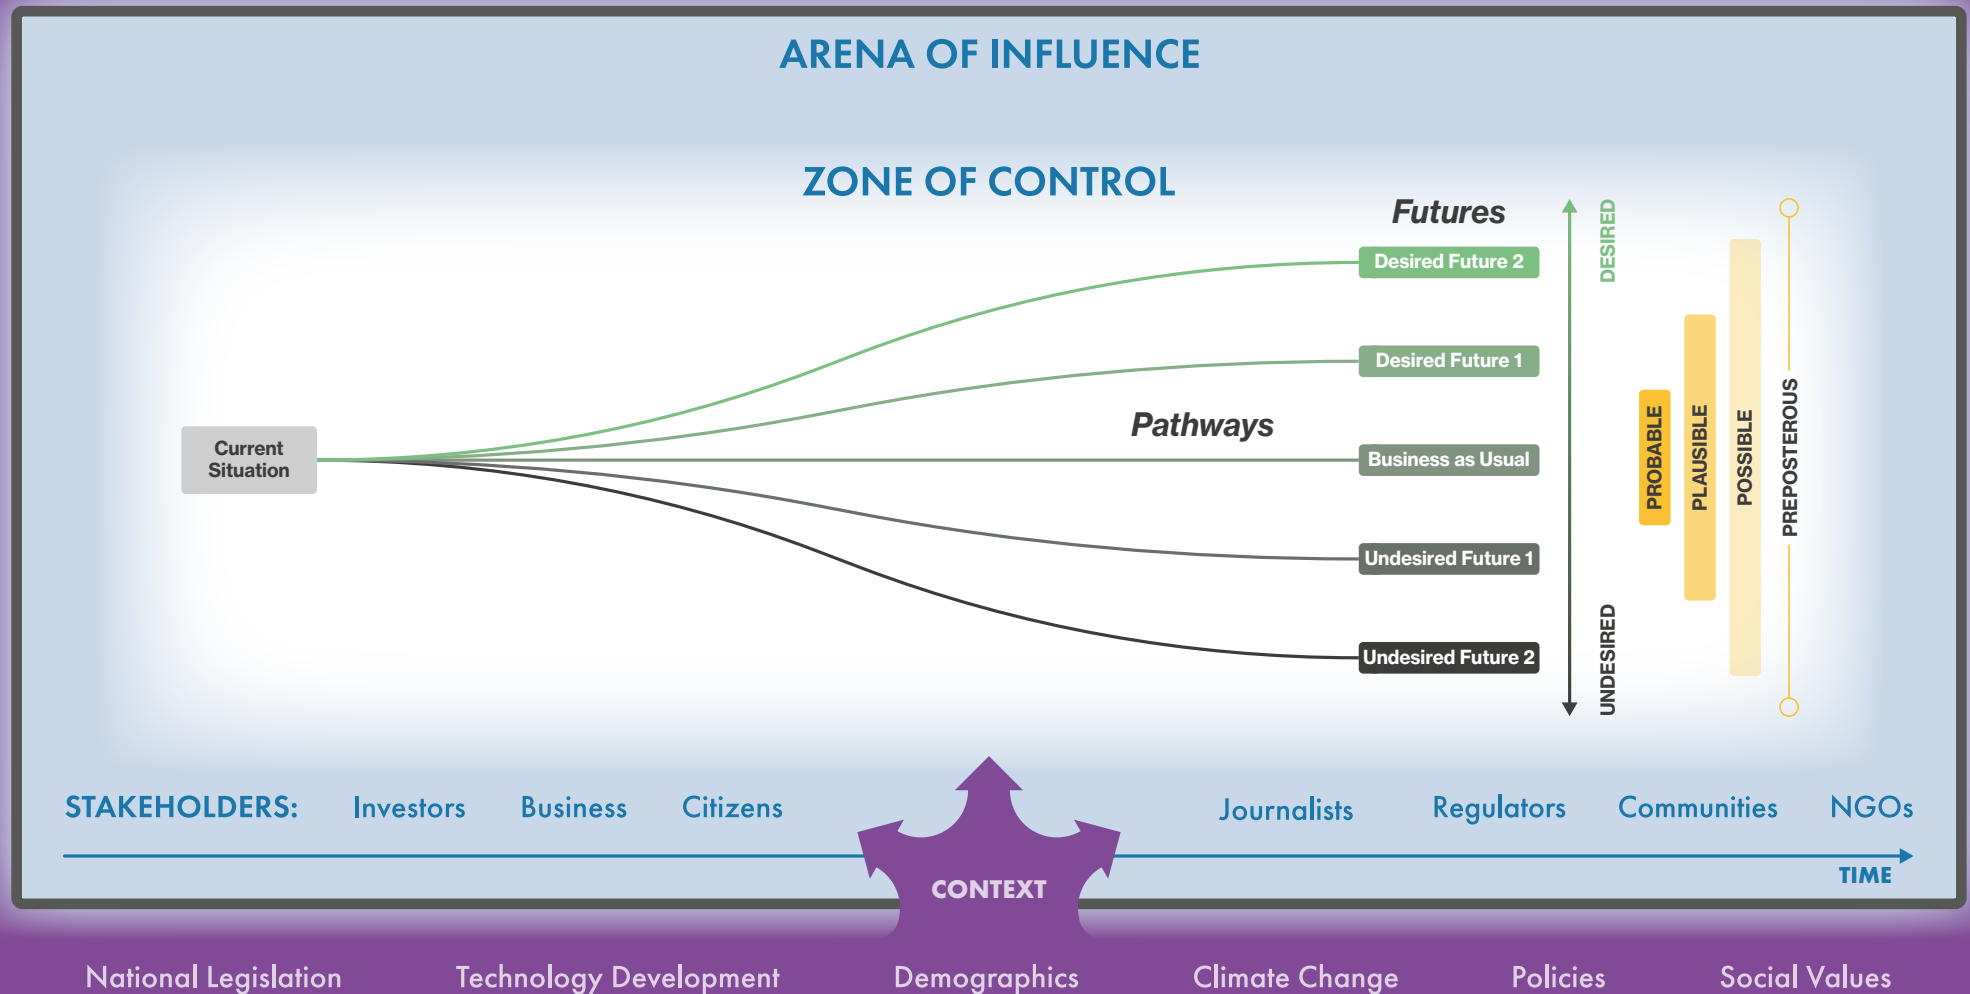 ARENA OF INFLUENCE
ZONE OF CONTROL
Futures
DESIRED
Desired Future 2
Desired Future 1
Pathways
Current
Situation
Business as Usual
PROBABLE
PLAUSIBLE
POSSIBLE
PREPOSTEROUS
Undesired Future 1
Undesired Future 2
UNDESIRED
STAKEHOLDERS: Investors Business Citizens Journalists Regulators Communities NGOs
TIME
CONTEXT
National Legislation Technology Development Demographics Climate Change Policies Social Values